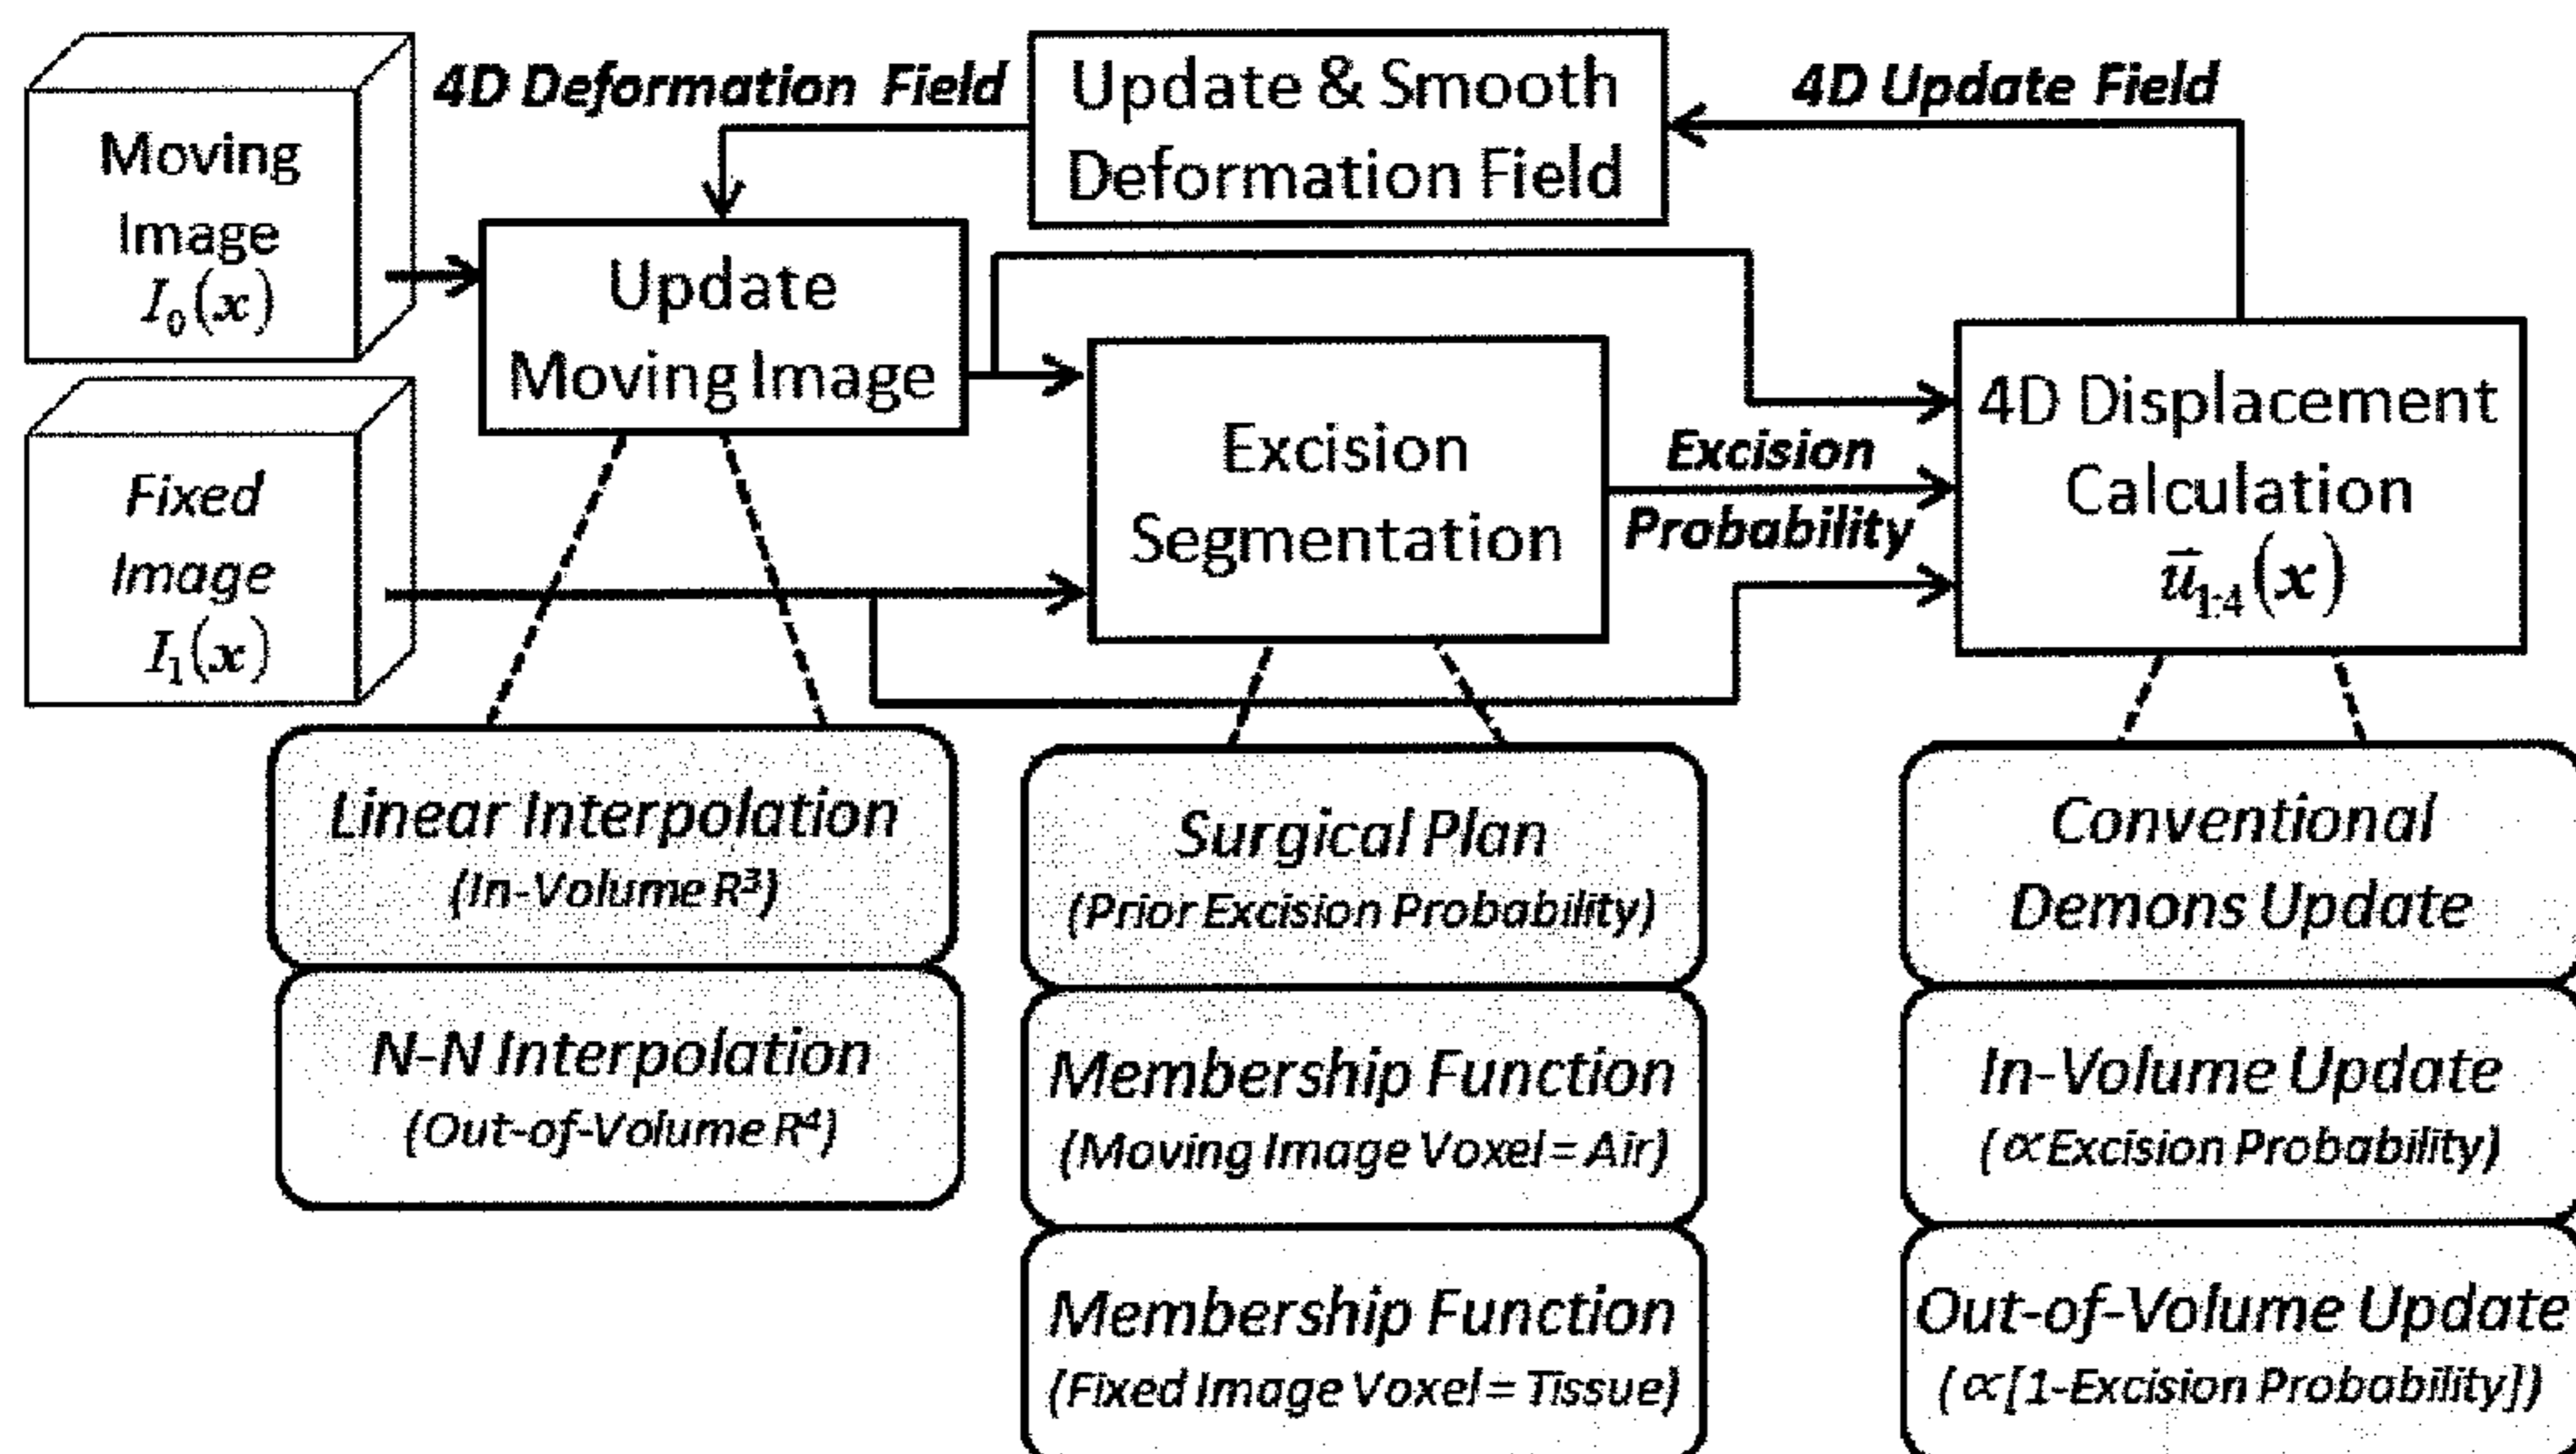 Moving
Image
I₀(x)
4D Deformation Field
Update & Smooth
Deformation Field
4D Update Field
Update
Moving Image
Fixed
Image
I₁(x)
Excision
Segmentation
Excision
Probability
4D Displacement
Calculation
u⃗₁:₄(x)
Linear Interpolation
(In-Volume R³)
N-N Interpolation
(Out-of-Volume R⁴)
Surgical Plan
(Prior Excision Probability)
Membership Function
(Moving Image Voxel = Air)
Membership Function
(Fixed Image Voxel = Tissue)
Conventional
Demons Update
In-Volume Update
(∝Excision Probability)
Out-of-Volume Update
(∝[1-Excision Probability])